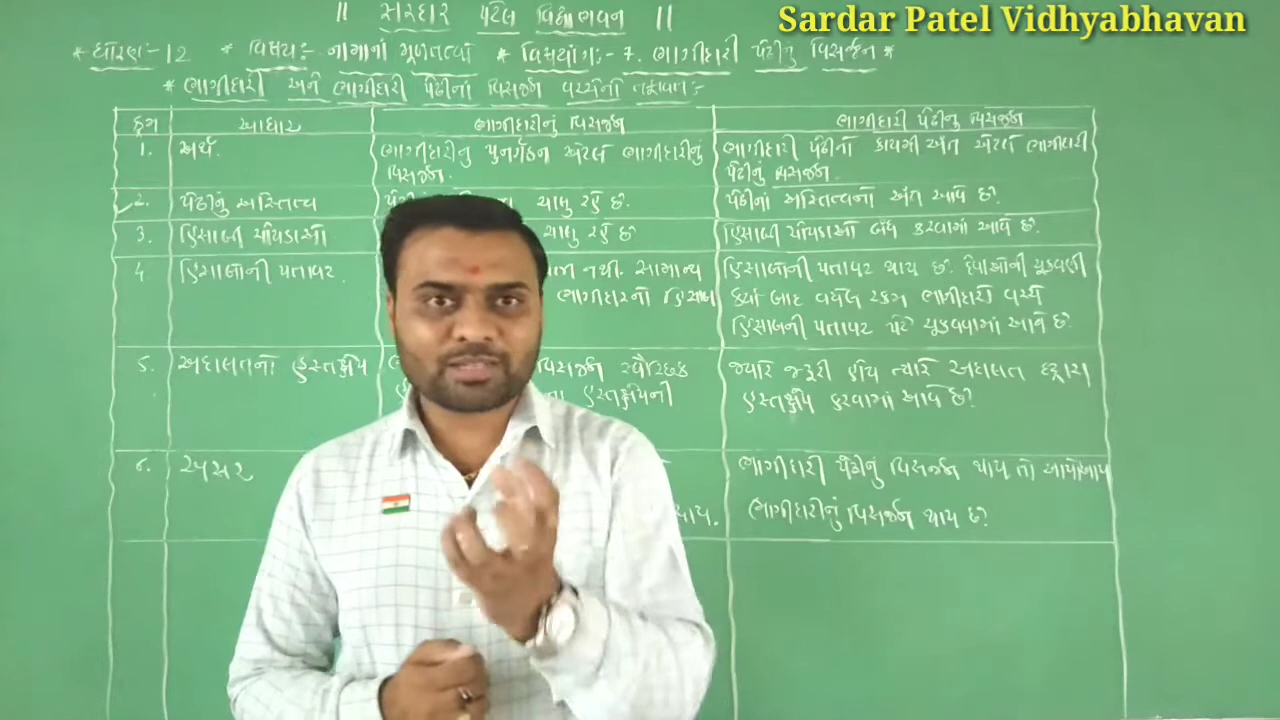 Sardar Patel Vidhyabhavan
|| સરદાર પટેલ વિદ્યાભવન ||
* ધોરણઃ- 12 * વિષયઃ- નામાનાં મૂળતત્વો * વિષયાંગઃ- 7. ભાગીદારી પેઢીનું વિસર્જન *
* ભાગીદારી અને ભાગીદારી પેઢીનાં વિસર્જન વચ્ચેનો તફાવતઃ-
ક્રમ આધાર ભાગીદારીનું વિસર્જન ભાગીદારી પેઢીનું વિસર્જન
1. અર્થ. ભાગીદારીનું પુનર્ગઠન એટલે ભાગીદારીનું વિસર્જન. ભાગીદારી પેઢીનો કાયમી અંત એટલે ભાગીદારી પેઢીનું વિસર્જન.
2. પેઢીનું અસ્તિત્વ ચાલુ રહે છે. પેઢીનાં અસ્તિત્વનો અંત આવે છે.
3. હિસાબી ચોપડાઓ ચાલુ રહે છે હિસાબી ચોપડાઓ બંધ કરવામાં આવે છે.
4 હિસાબોની પતાવટ નથી. સામાન્ય ભાગીદારનો હિસાબ હિસાબોની પતાવટ થાય છે. દેવાઓની ચૂકવણી કર્યા બાદ વધેલ રકમ ભાગીદારો વચ્ચે હિસાબની પતાવટ પેટે ચૂકવવામાં આવે છે.
5. અદાલતનો હસ્તક્ષેપ વિસર્જન સ્વૈચ્છિક હસ્તક્ષેપની જ્યારે જરૂરી હોય ત્યારે અદાલત દ્વારા હસ્તક્ષેપ કરવામાં આવે છે.
6. અસર થાય. ભાગીદારી પેઢીનું વિસર્જન થાય તો આપોઆપ ભાગીદારીનું વિસર્જન થાય છે.